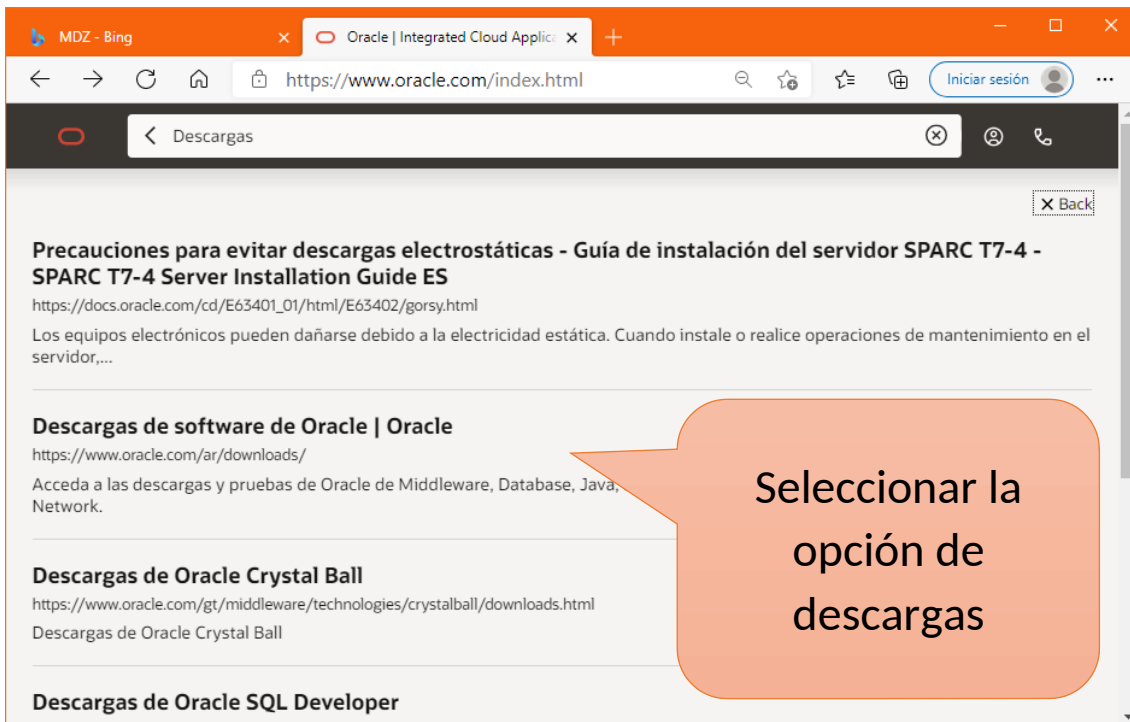 MDZ - Bing
Oracle | Integrated Cloud Applic
https://www.oracle.com/index.html
Iniciar sesión
Descargas
Back
Precauciones para evitar descargas electrostáticas - Guía de instalación del servidor SPARC T7-4 -
SPARC T7-4 Server Installation Guide ES
https://docs.oracle.com/cd/E63401_01/html/E63402/gorsy.html
Los equipos electrónicos pueden dañarse debido a la electricidad estática. Cuando instale o realice operaciones de mantenimiento en el
servidor,...
Descargas de software de Oracle | Oracle
https://www.oracle.com/ar/downloads/
Acceda a las descargas y pruebas de Oracle de Middleware, Database, Java,
Network.
Descargas de Oracle Crystal Ball
https://www.oracle.com/gt/middleware/technologies/crystalball/downloads.html
Descargas de Oracle Crystal Ball
Descargas de Oracle SQL Developer
Seleccionar la
opción de
descargas